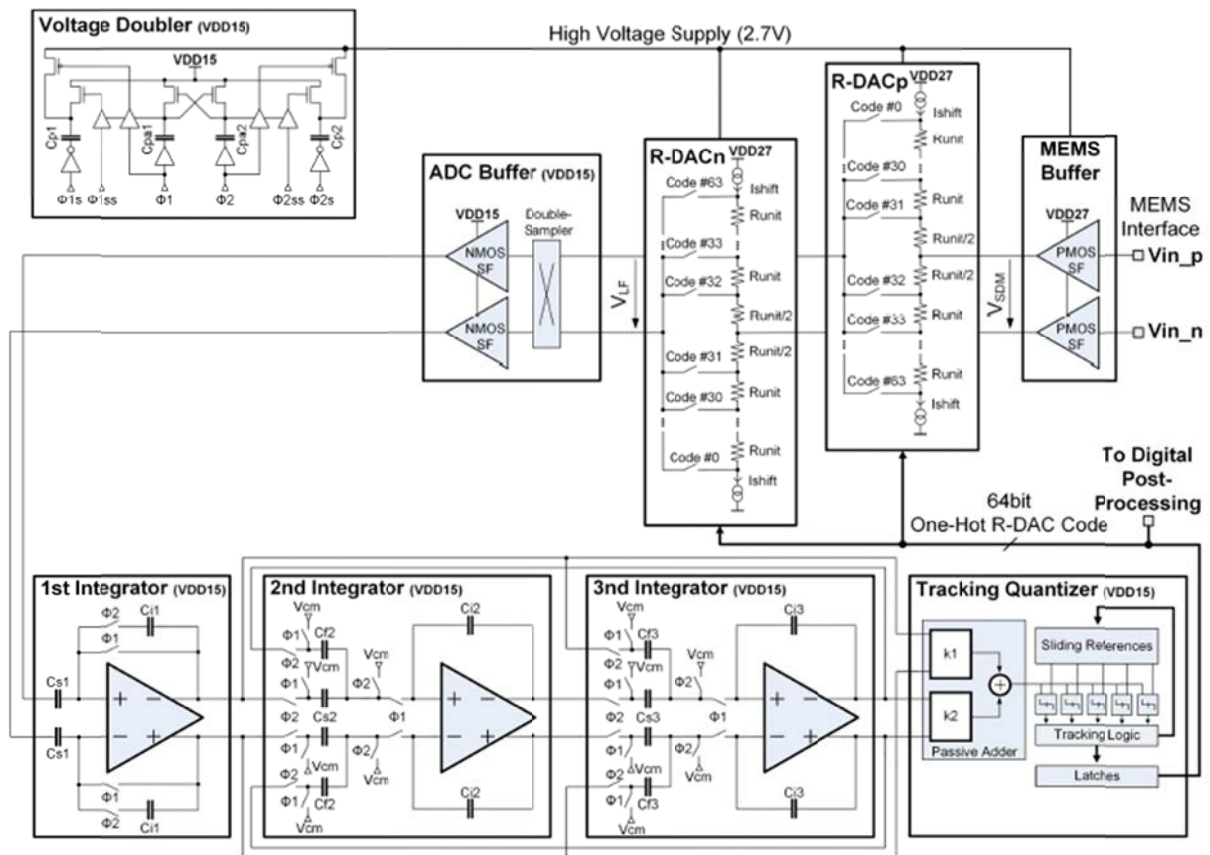 Voltage Doubler (VDD15)
VDD15
Cp1
Cpa1
Cpa2
Cp2
Φ1s
Φ1ss
Φ1
Φ2
Φ2ss
Φ2s
High Voltage Supply (2.7V)
ADC Buffer (VDD15)
VDD15
Double-
Sampler
NMOS
SF
NMOS
SF
VLF
R-DACn
VDD27
Code #63
Ishift
Runit
Code #33
Code #32
Runit
Runit/2
Code #31
Runit/2
Code #30
Runit
Runit
Code #0
Ishift
R-DACp
VDD27
Code #0
Ishift
Runit
Code #30
Code #31
Runit
Runit/2
Code #32
Runit/2
Code #33
Runit
Runit
Code #63
Ishift
VSDM
MEMS
Buffer
VDD27
PMOS
SF
PMOS
SF
MEMS
Interface
Vin_p
Vin_n
To Digital
Post-
Processing
64bit
One-Hot R-DAC Code
1st Integrator (VDD15)
Φ2
Ci1
Φ1
Cs1
+
−
−
+
Cs1
Φ1
Φ2
Ci1
2nd Integrator (VDD15)
Vcm
Φ1
Cf2
Φ2
Vcm
Ci2
Φ1
Φ2
Cs2
Φ2
Φ1
+
−
−
+
Φ1
Φ2
Vcm
Φ2
Vcm
Φ1
Cf2
Vcm
Ci2
3nd Integrator (VDD15)
Vcm
Φ1
Cf3
Φ2
Vcm
Ci3
Φ1
Φ2
Cs3
Φ2
Φ1
+
−
−
+
Φ1
Φ2
Vcm
Φ2
Vcm
Φ1
Cf3
Vcm
Ci3
Tracking Quantizer (VDD15)
k1
k2
+
Passive Adder
Sliding References
Tracking Logic
Latches